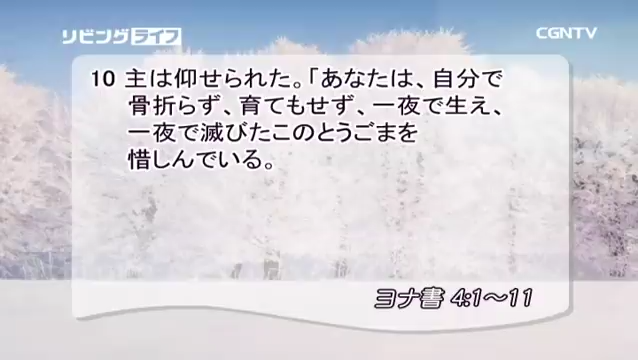 リビングライフ
CGNTV
10 主は仰せられた。「あなたは、自分で
骨折らず、育てもせず、一夜で生え、
一夜で滅びたこのとうごまを
惜しんでいる。
ヨナ書 4:1～11